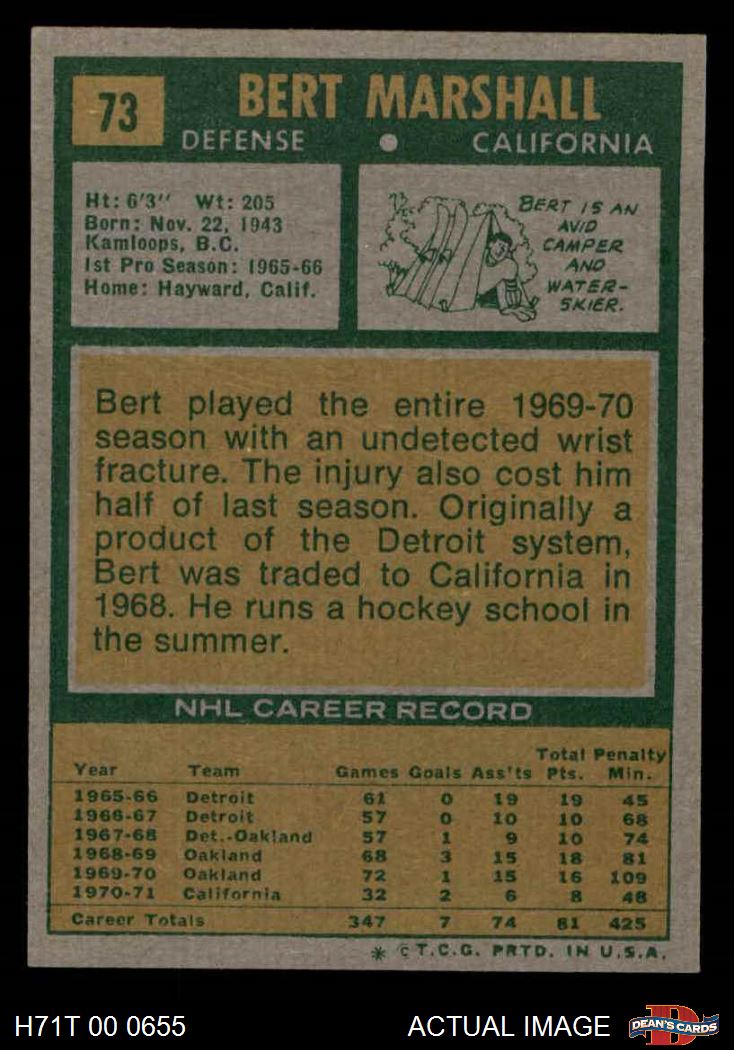 73
BERT MARSHALL
DEFENSE ● CALIFORNIA
Ht: 6'3'' Wt: 205
Born: Nov. 22, 1943
Kamloops, B.C.
1st Pro Season: 1965-66
Home: Hayward, Calif.
BERT IS AN
AVID
CAMPER
AND
WATER-
SKIER.
Bert played the entire 1969-70
season with an undetected wrist
fracture. The injury also cost him
half of last season. Originally a
product of the Detroit system,
Bert was traded to California in
1968. He runs a hockey school in
the summer.
NHL CAREER RECORD
Total Penalty
Year Team Games Goals Ass'ts Pts. Min.
1965-66 Detroit 61 0 19 19 45
1966-67 Detroit 57 0 10 10 68
1967-68 Det.-Oakland 57 1 9 10 74
1968-69 Oakland 68 3 15 18 81
1969-70 Oakland 72 1 15 16 109
1970-71 California 32 2 6 8 48
Career Totals 347 7 74 81 425
* © T.C.G. PRTD. IN U.S.A.
H71T 00 0655 ACTUAL IMAGE
D
DEAN'S CARDS